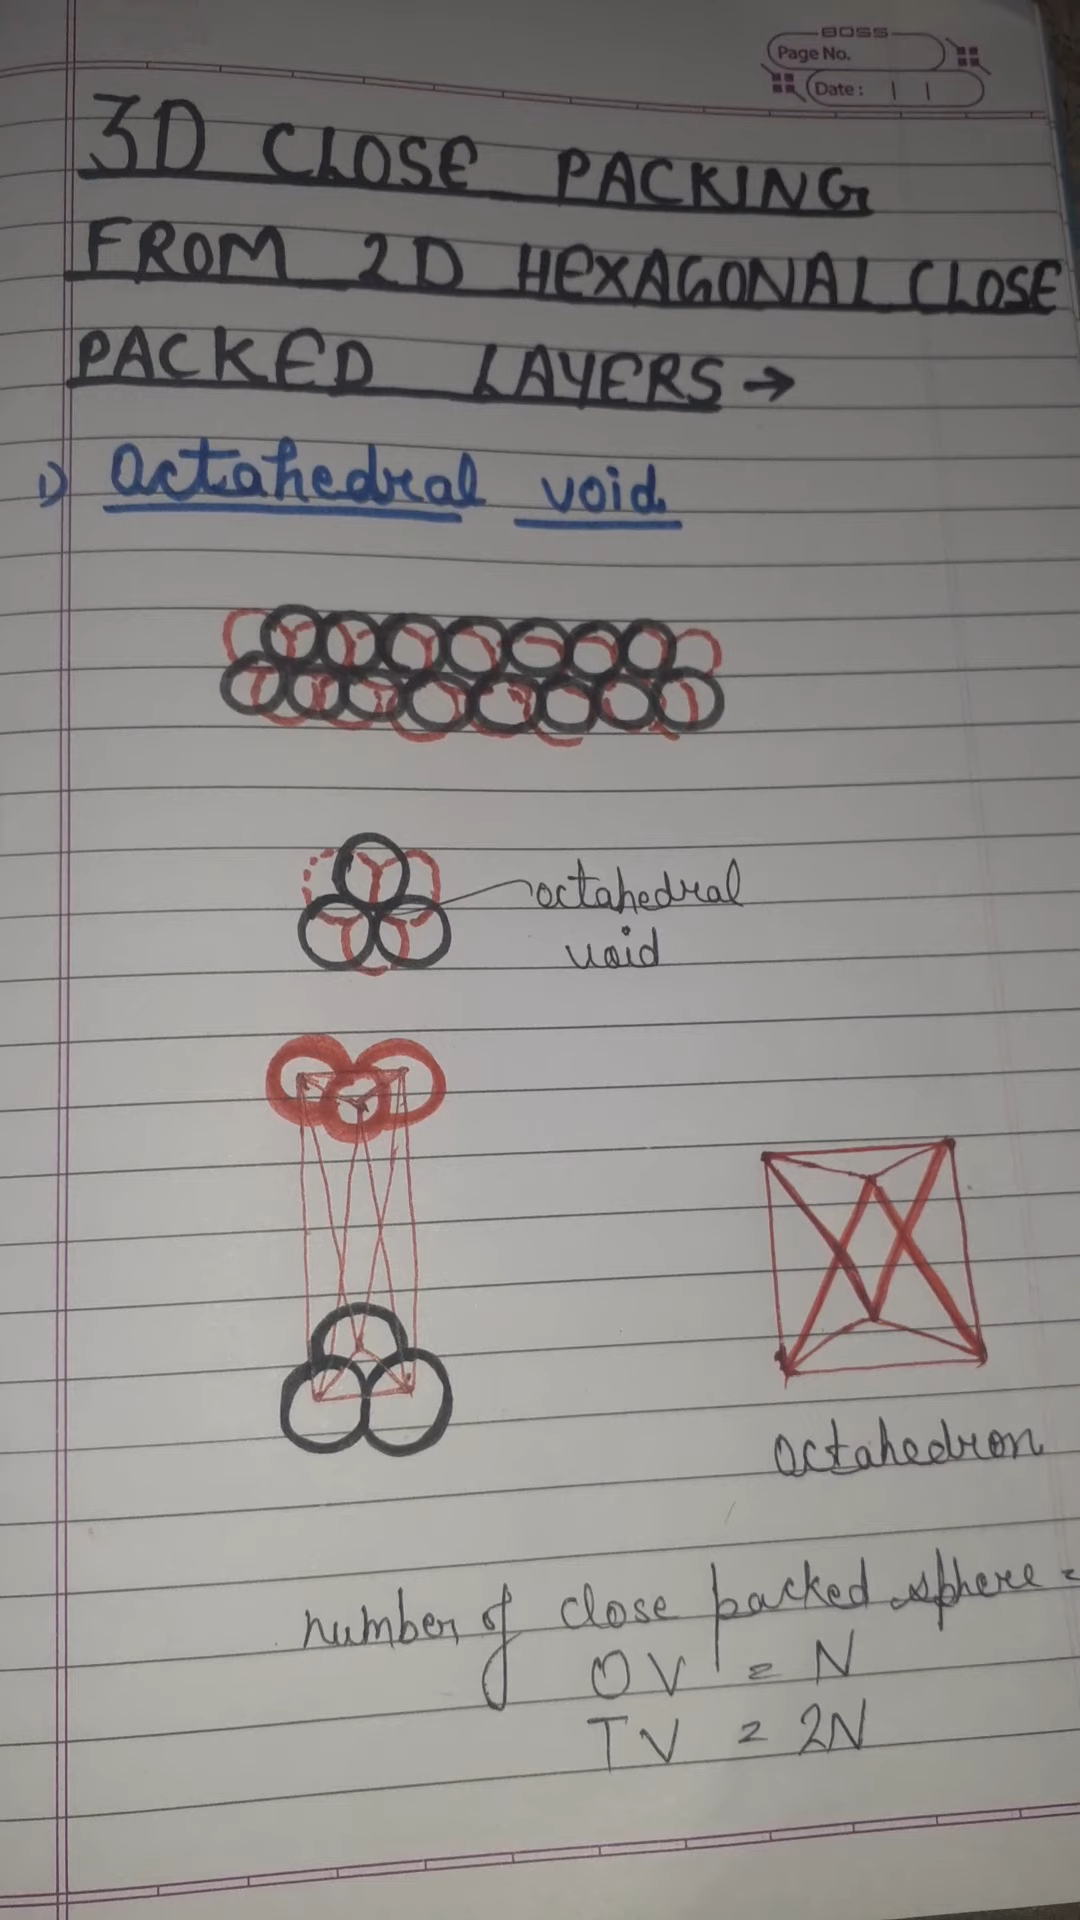 BOSS
Page No.
Date:
3D CLOSE PACKING
FROM 2D HEXAGONAL CLOSE
PACKED LAYERS →
1) octahedral void
octahedral
void
octahedron
number of close packed sphere =
OV = N
TV = 2N